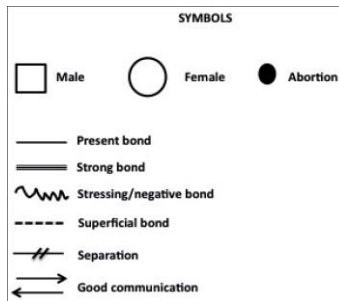 SYMBOLS
Male Female Abortion
Present bond
Strong bond
Stressing/negative bond
Superficial bond
Separation
Good communication